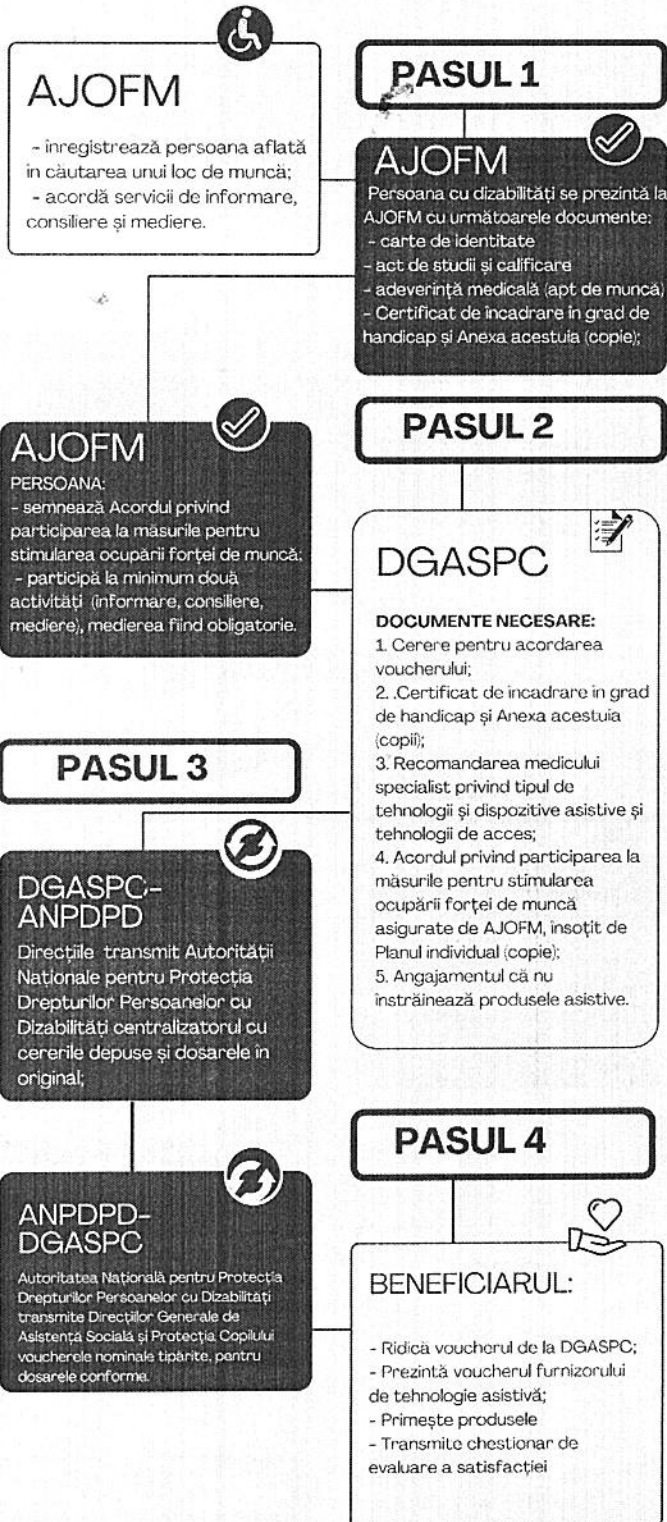 AJOFM
- inregistrează persoana aflată
in căutarea unui loc de muncă;
- acordă servicii de informare,
consiliere și mediere.
PASUL 1
AJOFM
Persoana cu dizabilități se prezintă la
AJOFM cu următoarele documente:
- carte de identitate
- act de studii și calificare
- adeverință medicală (apt de muncă)
- Certificat de incadrare in grad de
handicap și Anexa acestuia (copie);
AJOFM
PERSOANA:
- semnează Acordul privind
participarea la măsurile pentru
stimularea ocupării forței de muncă;
- participă la minimum două
activități (informare, consiliere,
mediere), medierea fiind obligatorie.
PASUL 2
DGASPC
DOCUMENTE NECESARE:
1. Cerere pentru acordarea
voucherului;
2. .Certificat de incadrare in grad
de handicap și Anexa acestuia
(copii);
3. Recomandarea medicului
specialist privind tipul de
tehnologii și dispozitive asistive și
tehnologii de acces;
4. Acordul privind participarea la
măsurile pentru stimularea
ocupării forței de muncă
asigurate de AJOFM, însoțit de
Planul individual (copie);
5. Angajamentul că nu
înstrăinează produsele asistive.
PASUL 3
DGASPC-
ANPDPD
Direcțiile transmit Autorității
Naționale pentru Protecția
Drepturilor Persoanelor cu
Dizabilități centralizatorul cu
cererile depuse și dosarele în
original;
ANPDPD-
DGASPC
Autoritatea Națională pentru Protecția
Drepturilor Persoanelor cu Dizabilități
transmite Direcțiilor Generale de
Asistență Socială și Protecția Copilului
voucherele nominale tipărite, pentru
dosarele conforme.
PASUL 4
BENEFICIARUL:
- Ridică voucherul de la DGASPC;
- Prezintă voucherul furnizorului
de tehnologie asistivă;
- Primește produsele
- Transmite chestionar de
evaluare a satisfacției